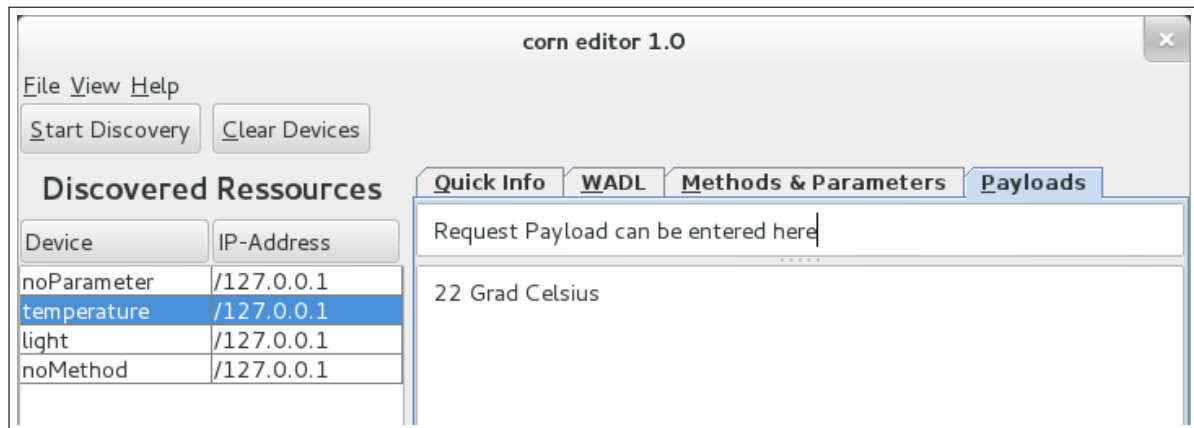 corn editor 1.0
File View Help
Start Discovery Clear Devices
Discovered Ressources
Device IP-Address
noParameter /127.0.0.1
temperature /127.0.0.1
light /127.0.0.1
noMethod /127.0.0.1
Quick Info WADL Methods & Parameters Payloads
Request Payload can be entered here
22 Grad Celsius